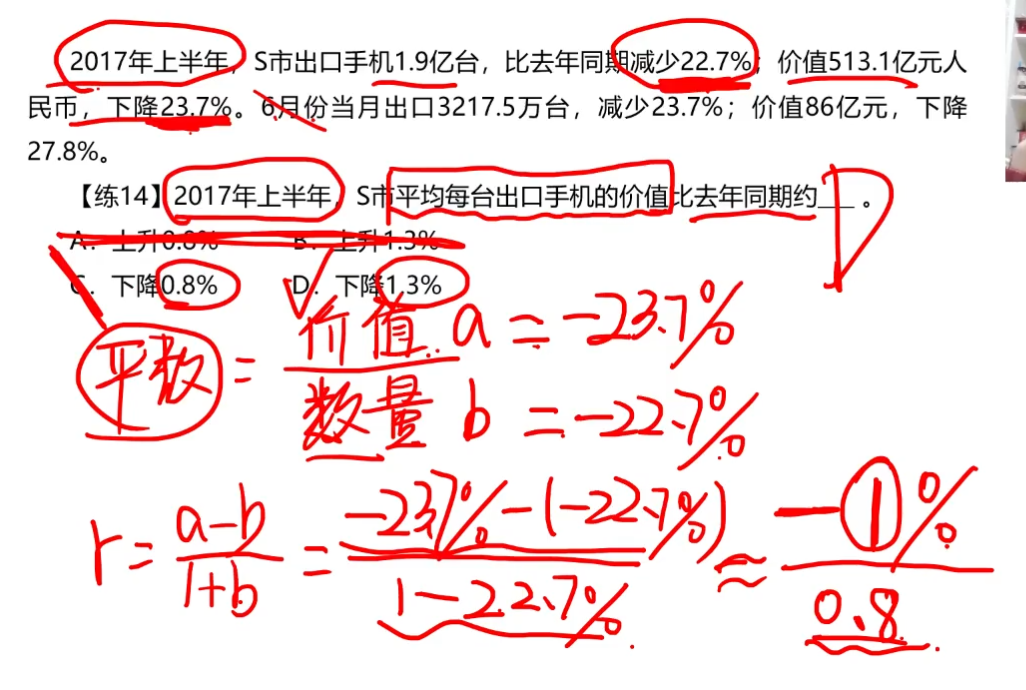 2017年上半年，S市出口手机1.9亿台，比去年同期减少22.7%；价值513.1亿元人
民币，下降23.7%。6月份当月出口3217.5万台，减少23.7%；价值86亿元，下降
27.8%。
【练14】2017年上半年，S市平均每台出口手机的价值比去年同期约___。
D
A. 上升0.8% B. 上升1.3%
C. 下降0.8% D. 下降1.3%
平数 = 价值 a = -23.7%
数量 b = -22.7%
r = a-b / 1+b = -23.7%-(-22.7%) / 1-22.7% ≈ -1% / 0.8